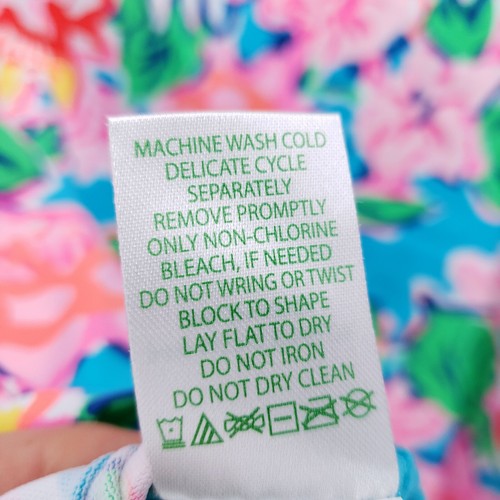 MACHINE WASH COLD
DELICATE CYCLE
SEPARATELY
REMOVE PROMPTLY
ONLY NON-CHLORINE
BLEACH, IF NEEDED
DO NOT WRING OR TWIST
BLOCK TO SHAPE
LAY FLAT TO DRY
DO NOT IRON
DO NOT DRY CLEAN